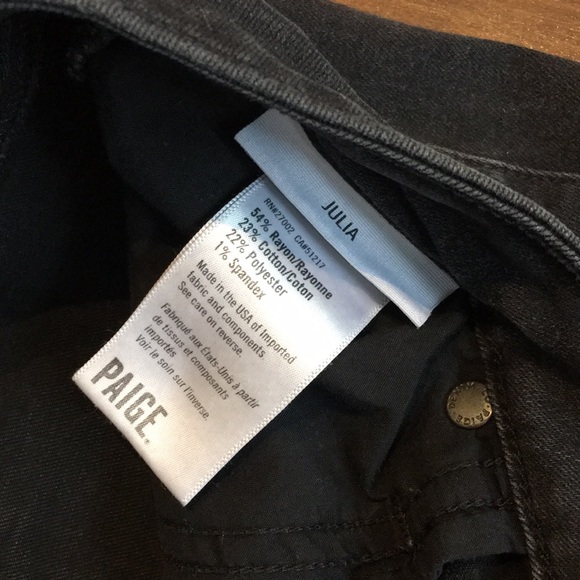 JULIA
RN#27002 CA#51217
54% Rayon/Rayonne
23% Cotton/Coton
22% Polyester
1% Spandex
Made in the USA of Imported
fabric and components.
See care on reverse.
Fabriqué aux États-Unis à partir
de tissus et composants
importés
Voir le soin sur l'inverse.
PAIGE.
PAIGE